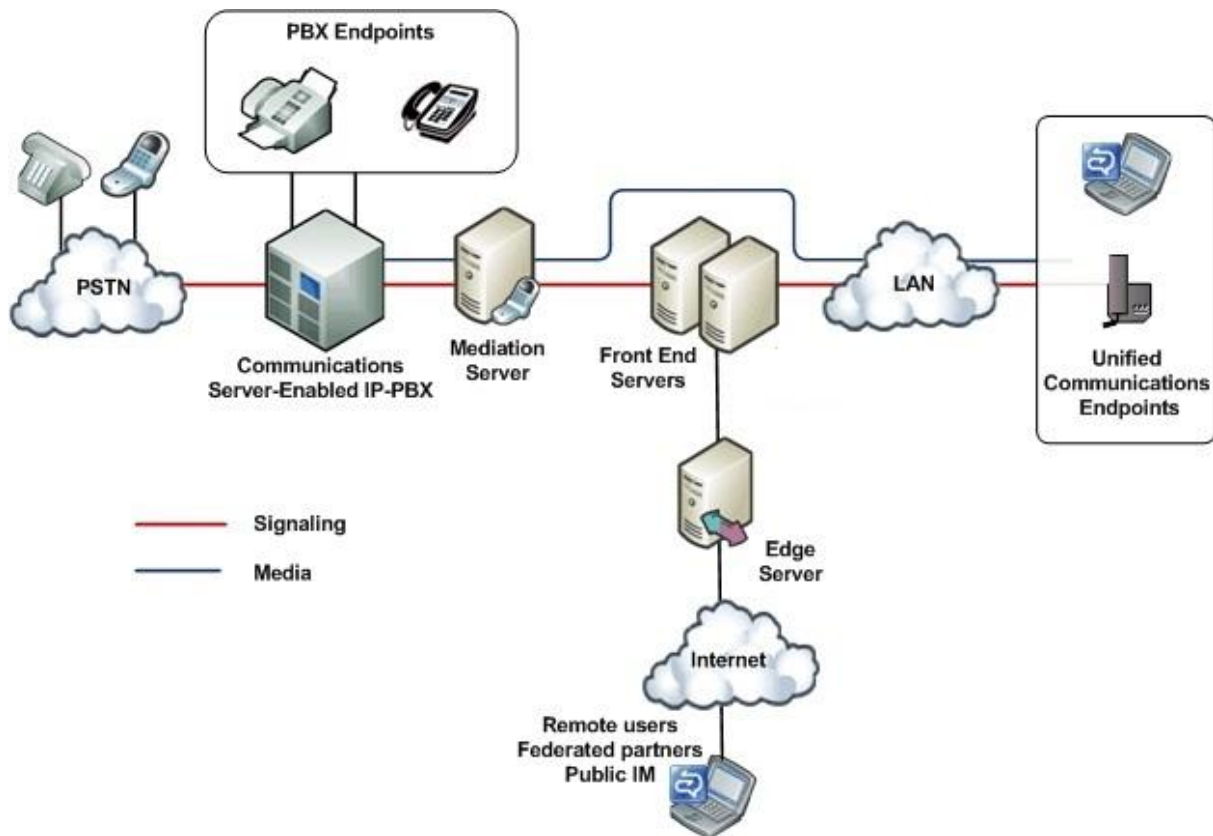 PBX Endpoints
PSTN
Communications
Server-Enabled IP-PBX
Mediation
Server
Front End
Servers
LAN
Unified
Communications
Endpoints
Signaling
Media
Edge
Server
Internet
Remote users
Federated partners
Public IM